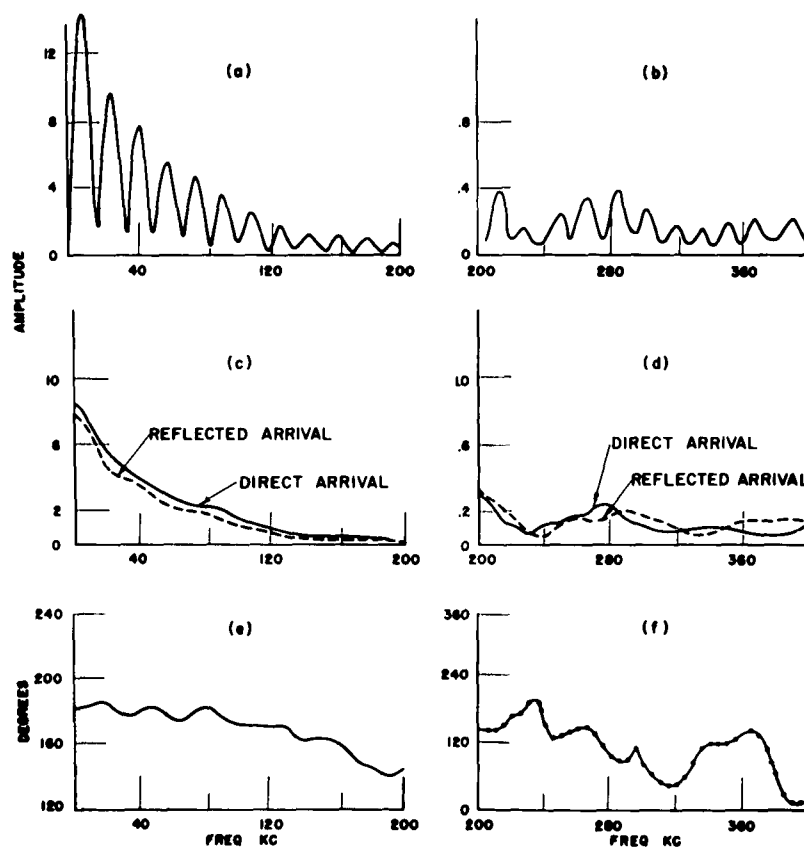 AMPLITUDE
(a)
12
8
4
0
40 120 200
(b)
.8
.4
0
200 280 360
(c)
10
6
2
0
REFLECTED ARRIVAL
DIRECT ARRIVAL
40 120 200
(d)
1.0
.6
.2
0
DIRECT ARRIVAL
REFLECTED ARRIVAL
200 280 360
DEGREES
(e)
240
180
160
120
40 120 200
FREQ KC
(f)
360
240
120
0
200 280 360
FREQ KC